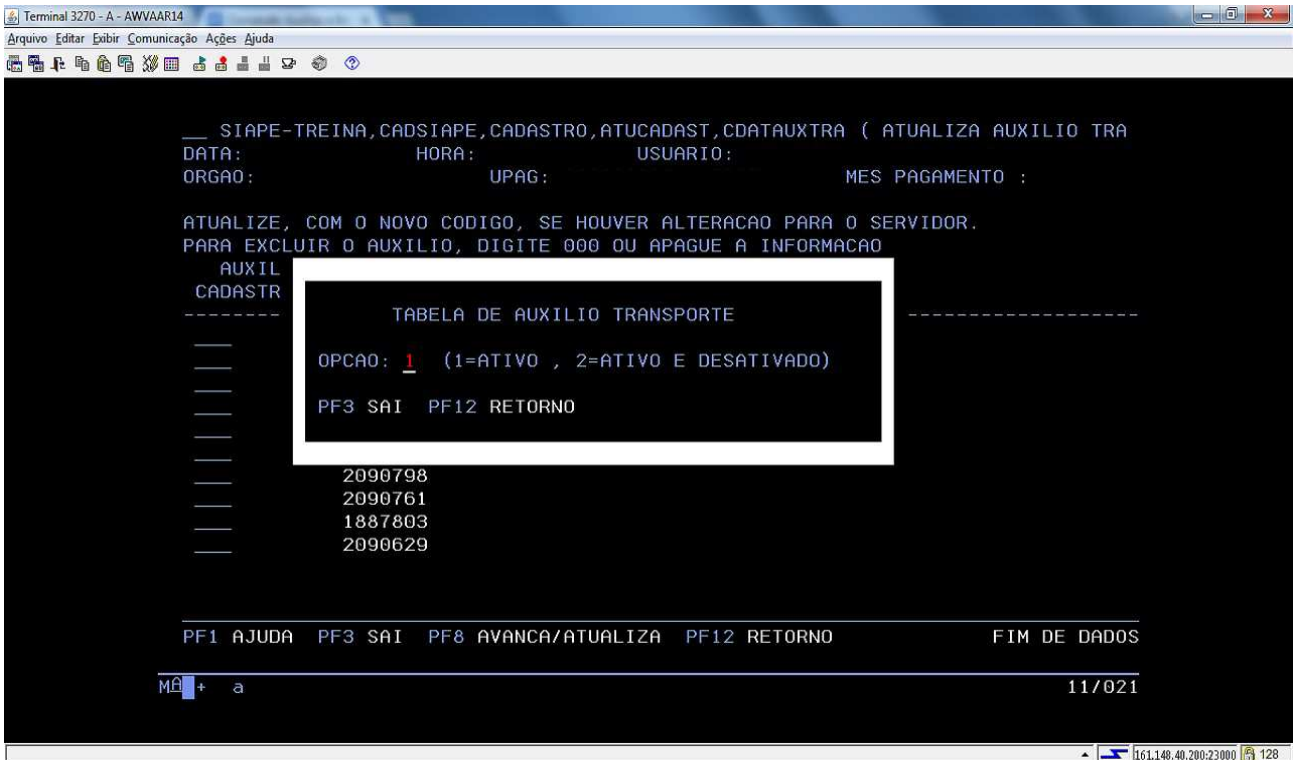 Terminal 3270 - A - AWVAAR14
Arquivo Editar Exibir Comunicação Ações Ajuda
__ SIAPE-TREINA,CADSIAPE,CADASTRO,ATUCADAST,CDATAUXTRA ( ATUALIZA AUXILIO TRA
DATA: HORA: USUARIO:
ORGAO: UPAG: MES PAGAMENTO :
ATUALIZE, COM O NOVO CODIGO, SE HOUVER ALTERACAO PARA O SERVIDOR.
PARA EXCLUIR O AUXILIO, DIGITE 000 OU APAGUE A INFORMACAO
AUXIL
CADASTR
TABELA DE AUXILIO TRANSPORTE
OPCAO: 1 (1=ATIVO , 2=ATIVO E DESATIVADO)
PF3 SAI PF12 RETORNO
2090798
2090761
1887803
2090629
PF1 AJUDA PF3 SAI PF8 AVANCA/ATUALIZA PF12 RETORNO FIM DE DADOS
MA + a 11/021
161.148.40.200:23000 128